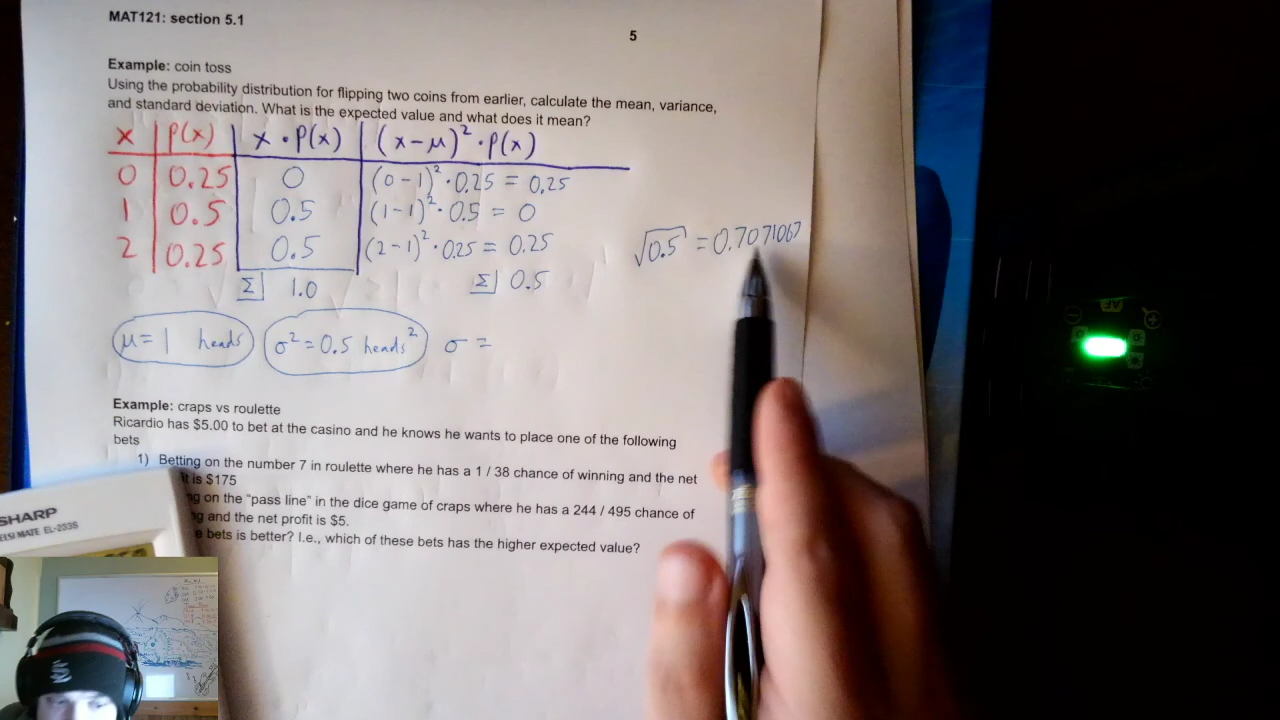 MAT121: section 5.1
5
Example: coin toss
Using the probability distribution for flipping two coins from earlier, calculate the mean, variance,
and standard deviation. What is the expected value and what does it mean?
x P(x) x • P(x) (x-μ)² • P(x)
0 0.25 0 (0-1)² • 0.25 = 0.25
1 0.5 0.5 (1-1)² • 0.5 = 0
2 0.25 0.5 (2-1)² • 0.25 = 0.25
√0.5 = 0.7071067
Σ 1.0 Σ 0.5
μ = 1 heads σ² = 0.5 heads² σ =
Example: craps vs roulette
Ricardio has $5.00 to bet at the casino and he knows he wants to place one of the following
bets
1) Betting on the number 7 in roulette where he has a 1 / 38 chance of winning and the net
it is $175
ng on the “pass line” in the dice game of craps where he has a 244 / 495 chance of
ng and the net profit is $5.
e bets is better? I.e., which of these bets has the higher expected value?
SHARP
ELSI MATE EL-233S
AF